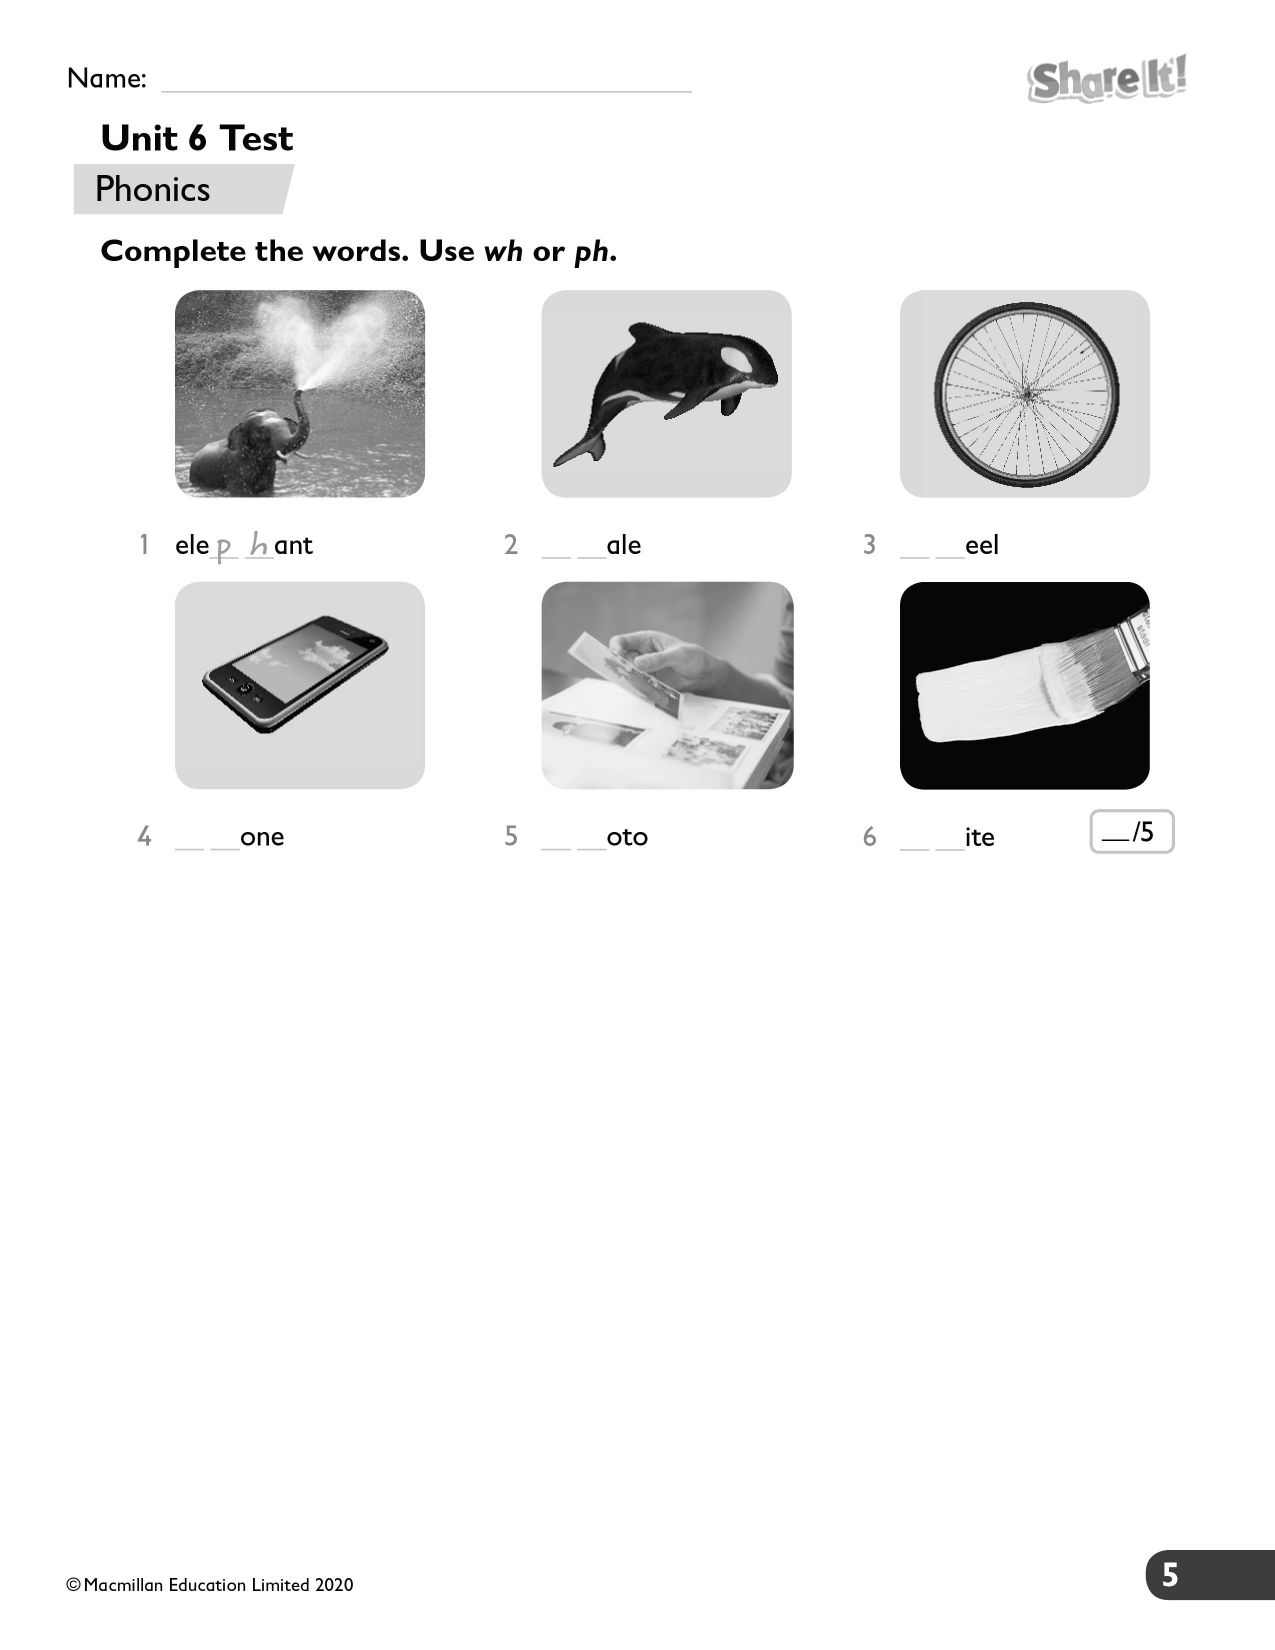 Name: ____________________
Share It!
Unit 6 Test
Phonics
Complete the words. Use wh or ph.
1 ele p h ant
2 __ __ale
3 __ __eel
4 __ __one
5 __ __oto
6 __ __ite
__/5
© Macmillan Education Limited 2020
5